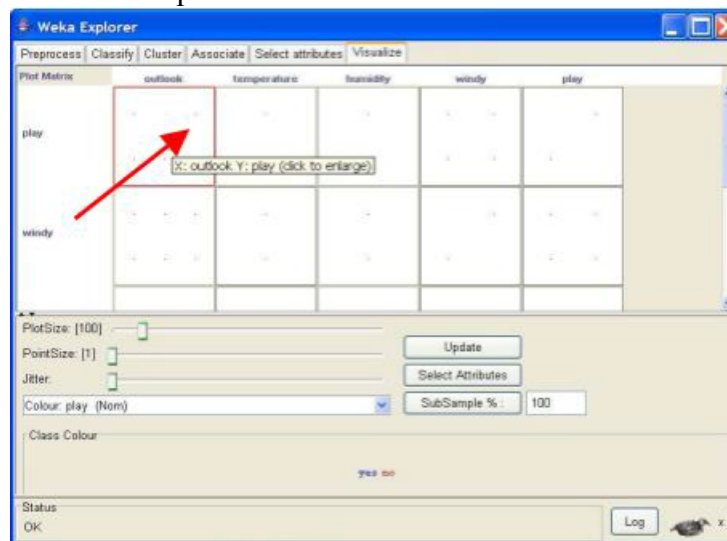 Weka Explorer
Preprocess Classify Cluster Associate Select attributes Visualize
Plot Matrix outlook temperature humidity windy play
play
X: outlook Y: play (click to enlarge)
windy
PlotSize: [100]
PointSize: [1]
Jitter:
Update
Select Attributes
Colour: play (Nom) SubSample % : 100
Class Colour
yes no
Status
OK
Log x